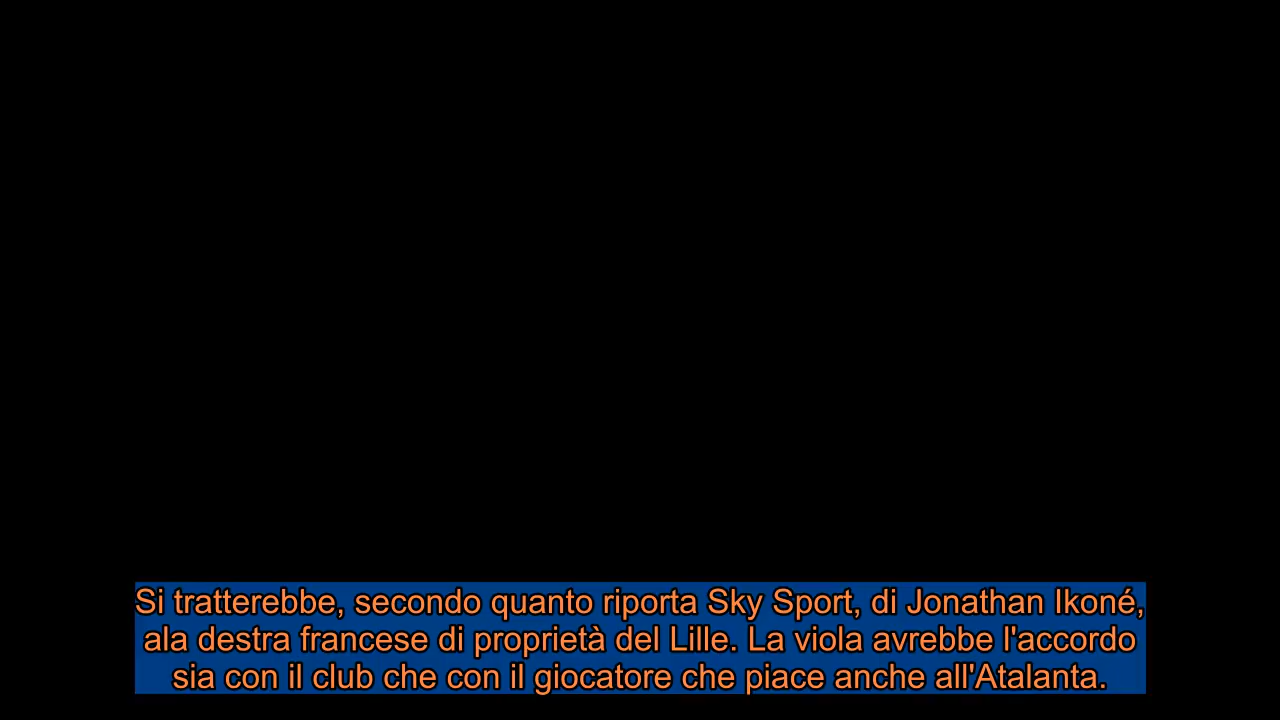 Si tratterebbe, secondo quanto riporta Sky Sport, di Jonathan Ikoné,
ala destra francese di proprietà del Lille. La viola avrebbe l'accordo
sia con il club che con il giocatore che piace anche all'Atalanta.